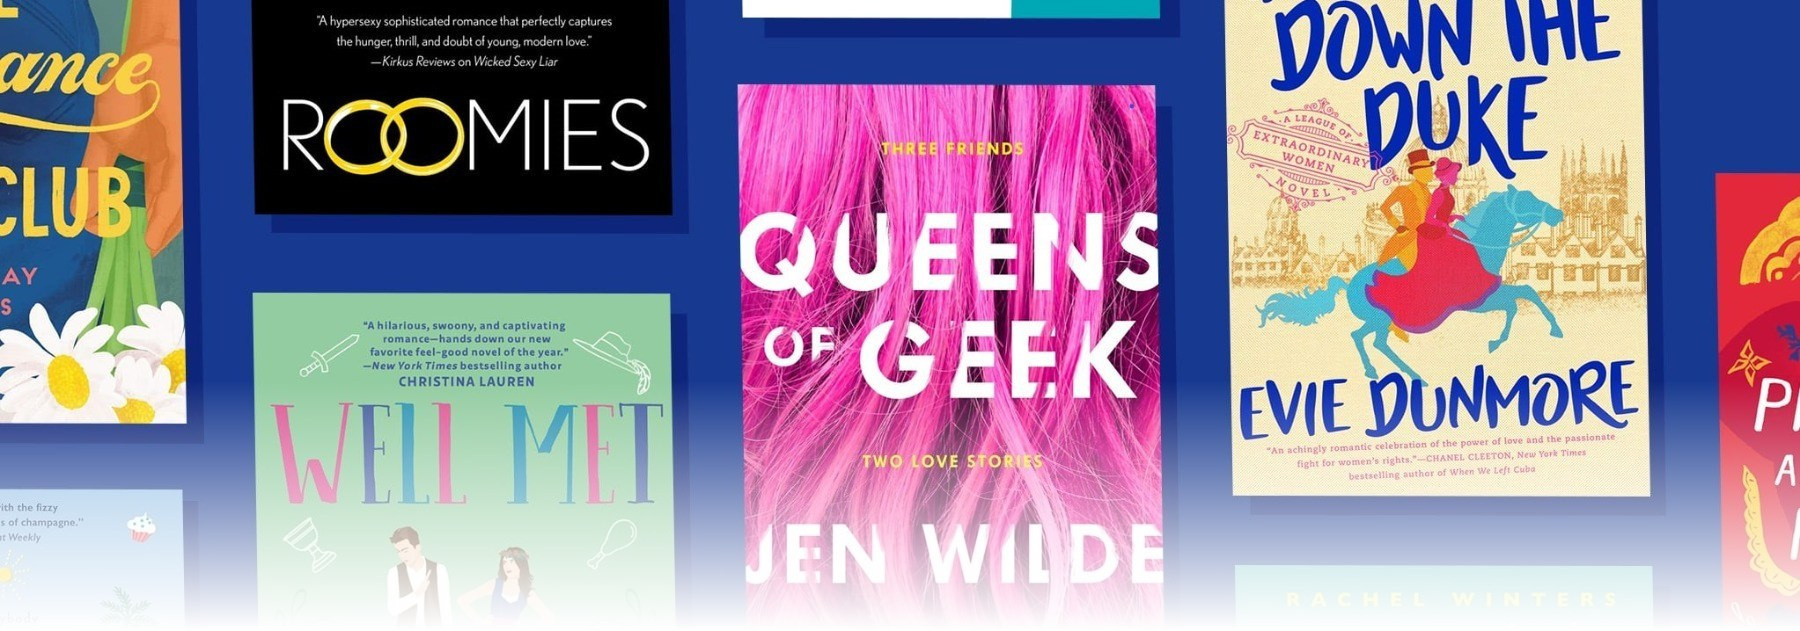 ance
CLUB
AY
S
with the fizzy
s of champagne."
Weekly
"A hypersexy sophisticated romance that perfectly captures
the hunger, thrill, and doubt of young, modern love."
—Kirkus Reviews on Wicked Sexy Liar
ROOMIES
"A hilarious, swoony, and captivating
romance—hands down our new
favorite feel-good novel of the year."
—New York Times bestselling author
CHRISTINA LAUREN
WELL MET
THREE FRIENDS
QUEENS
OF GEEK
TWO LOVE STORIES
JEN WILDE
DOWN THE
DUKE
A LEAGUE OF
EXTRAORDINARY
WOMEN
NOVEL
EVIE DUNMORE
"An achingly romantic celebration of the power of love and the passionate
fight for women's rights."—CHANEL CLEETON, New York Times
bestselling author of When We Left Cuba
RACHEL WINTERS
P
A